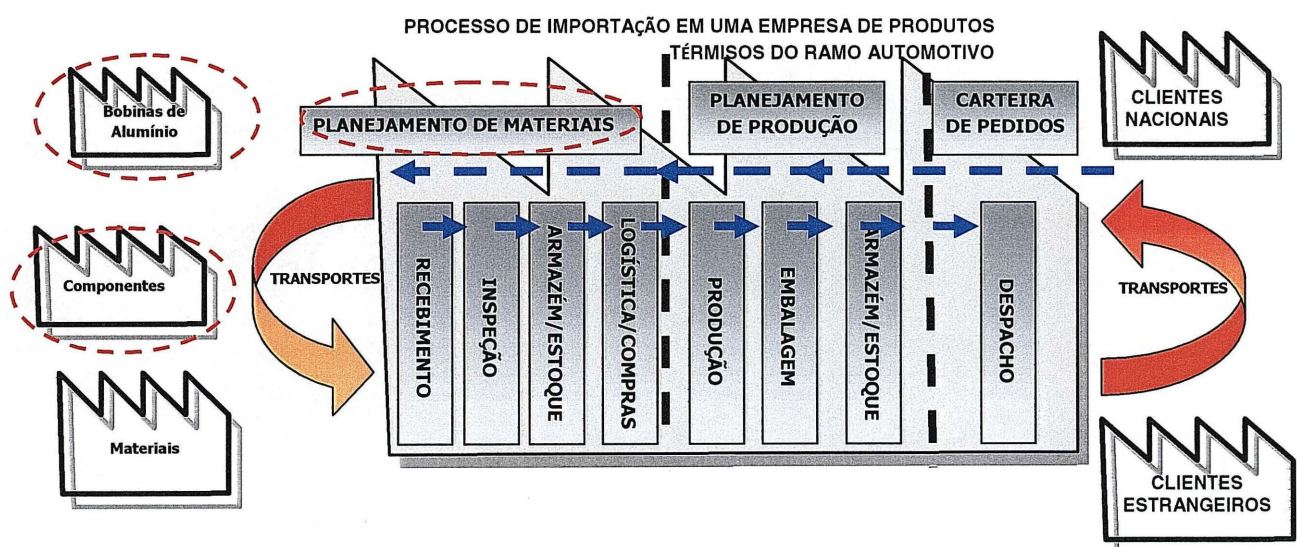 PROCESSO DE IMPORTAÇÃO EM UMA EMPRESA DE PRODUTOS
TÉRMISOS DO RAMO AUTOMOTIVO
Bobinas de
Alumínio
PLANEJAMENTO DE MATERIAIS
PLANEJAMENTO
DE PRODUÇÃO
CARTEIRA
DE PEDIDOS
CLIENTES
NACIONAIS
Componentes
TRANSPORTES
RECEBIMENTO
INSPEÇÃO
ARMAZÉM/ESTOQUE
LOGÍSTICA/COMPRAS
PRODUÇÃO
EMBALAGEM
ARMAZÉM/ESTOQUE
DESPACHO
TRANSPORTES
Materiais
CLIENTES
ESTRANGEIROS